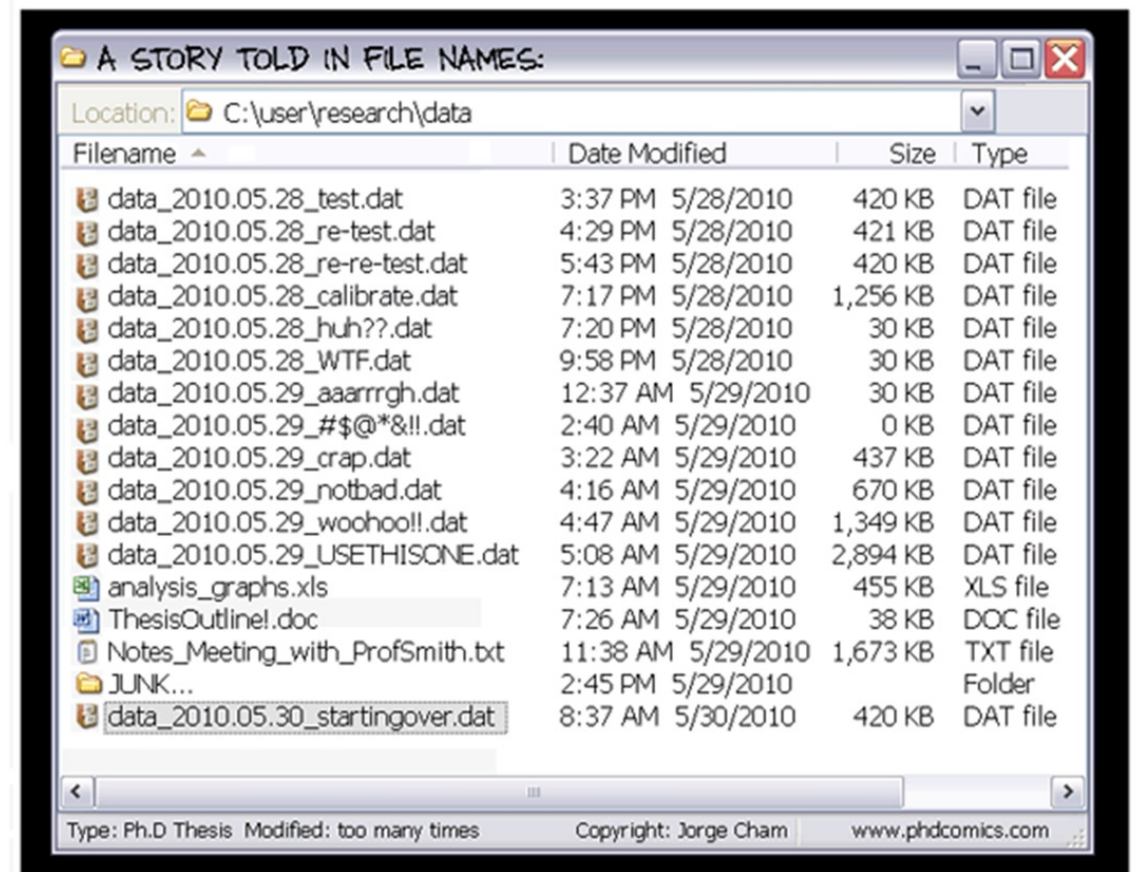 A STORY TOLD IN FILE NAMES:
Location: C:\user\research\data
Filename Date Modified Size Type
data_2010.05.28_test.dat 3:37 PM 5/28/2010 420 KB DAT file
data_2010.05.28_re-test.dat 4:29 PM 5/28/2010 421 KB DAT file
data_2010.05.28_re-re-test.dat 5:43 PM 5/28/2010 420 KB DAT file
data_2010.05.28_calibrate.dat 7:17 PM 5/28/2010 1,256 KB DAT file
data_2010.05.28_huh??.dat 7:20 PM 5/28/2010 30 KB DAT file
data_2010.05.28_WTF.dat 9:58 PM 5/28/2010 30 KB DAT file
data_2010.05.29_aaarrrgh.dat 12:37 AM 5/29/2010 30 KB DAT file
data_2010.05.29_#$@*&!!.dat 2:40 AM 5/29/2010 0 KB DAT file
data_2010.05.29_crap.dat 3:22 AM 5/29/2010 437 KB DAT file
data_2010.05.29_notbad.dat 4:16 AM 5/29/2010 670 KB DAT file
data_2010.05.29_woohoo!!.dat 4:47 AM 5/29/2010 1,349 KB DAT file
data_2010.05.29_USETHISONE.dat 5:08 AM 5/29/2010 2,894 KB DAT file
analysis_graphs.xls 7:13 AM 5/29/2010 455 KB XLS file
ThesisOutline!.doc 7:26 AM 5/29/2010 38 KB DOC file
Notes_Meeting_with_ProfSmith.txt 11:38 AM 5/29/2010 1,673 KB TXT file
JUNK... 2:45 PM 5/29/2010 Folder
data_2010.05.30_startingover.dat 8:37 AM 5/30/2010 420 KB DAT file
Type: Ph.D Thesis Modified: too many times Copyright: Jorge Cham www.phdcomics.com